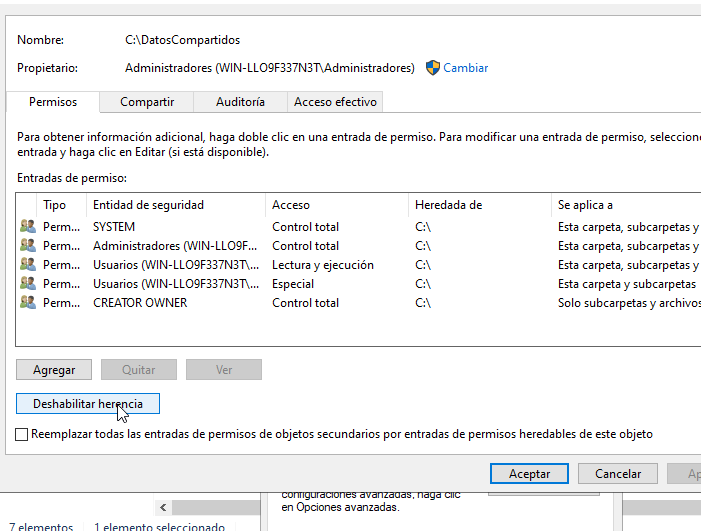 Nombre: C:\DatosCompartidos
Propietario: Administradores (WIN-LLO9F337N3T\Administradores) Cambiar
Permisos Compartir Auditoría Acceso efectivo
Para obtener información adicional, haga doble clic en una entrada de permiso. Para modificar una entrada de permiso, seleccione
entrada y haga clic en Editar (si está disponible).
Entradas de permiso:
Tipo Entidad de seguridad Acceso Heredada de Se aplica a
Perm... SYSTEM Control total C:\ Esta carpeta, subcarpetas y
Perm... Administradores (WIN-LLO9F... Control total C:\ Esta carpeta, subcarpetas y
Perm... Usuarios (WIN-LLO9F337N3T\... Lectura y ejecución C:\ Esta carpeta, subcarpetas y
Perm... Usuarios (WIN-LLO9F337N3T\... Especial C:\ Esta carpeta y subcarpetas
Perm... CREATOR OWNER Control total C:\ Solo subcarpetas y archivos
Agregar Quitar Ver
Deshabilitar herencia
Reemplazar todas las entradas de permisos de objetos secundarios por entradas de permisos heredables de este objeto
Aceptar Cancelar Ap
configuraciones avanzadas, haga clic
en Opciones avanzadas.
7 elementos 1 elemento seleccionado